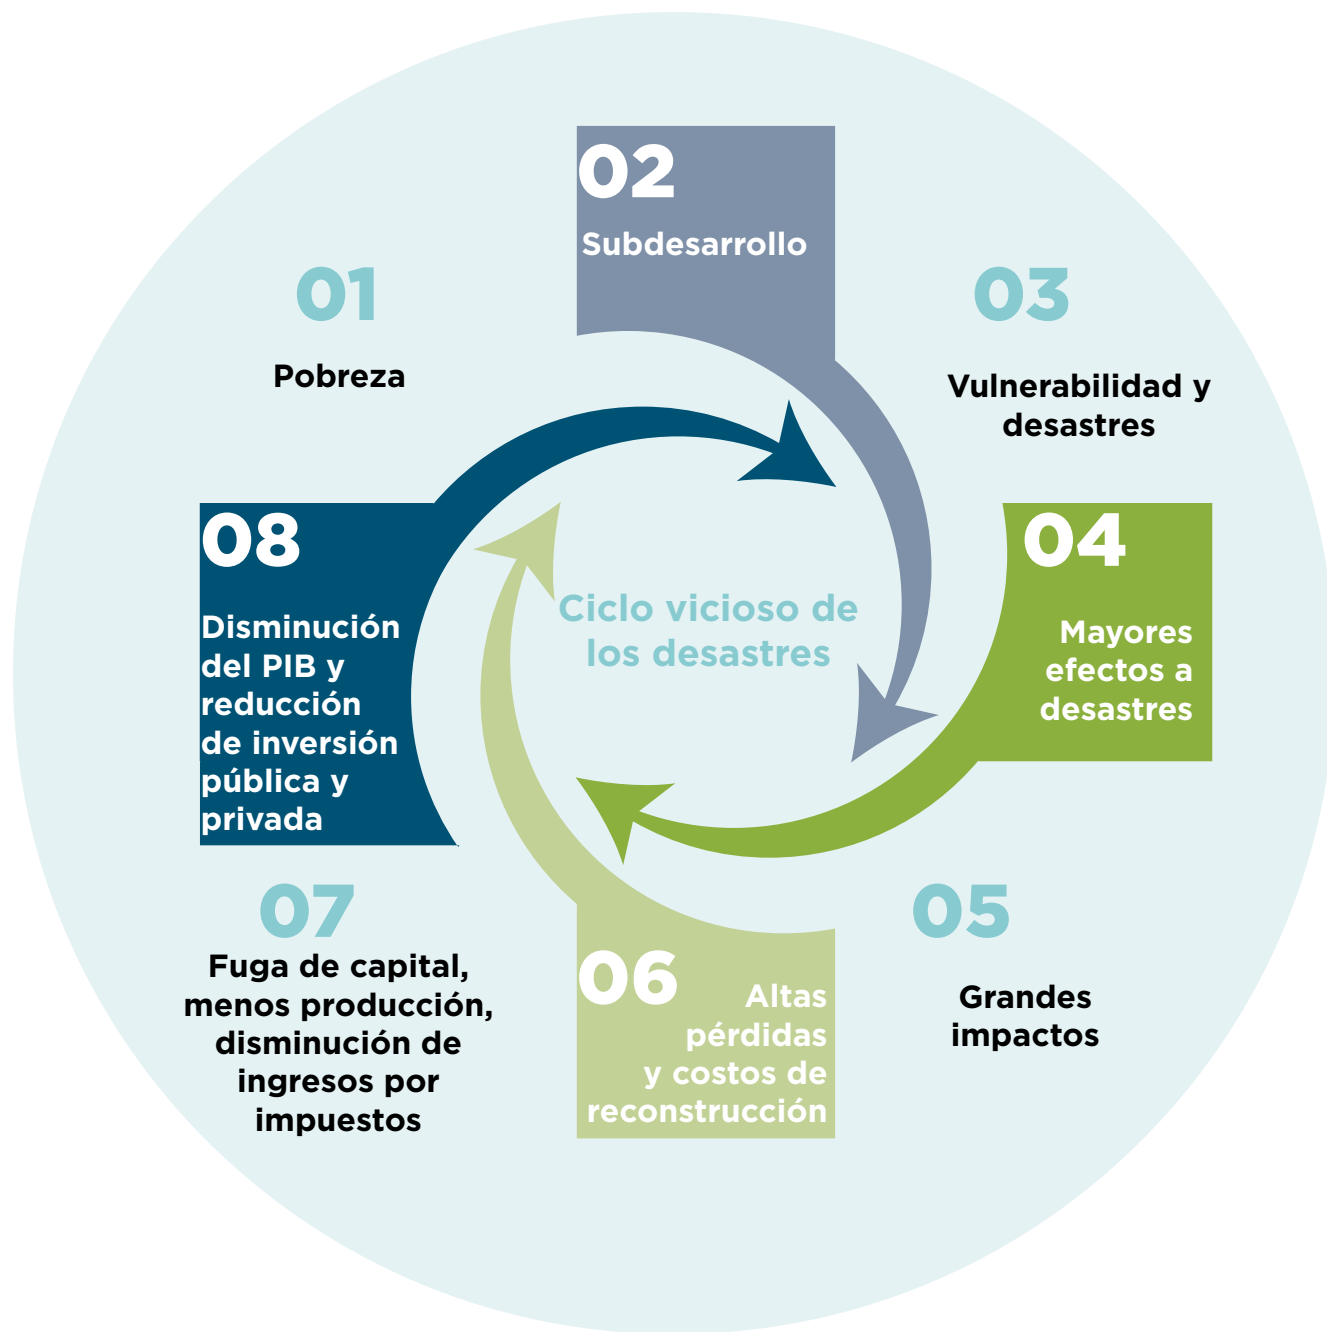 01
Pobreza
02
Subdesarrollo
03
Vulnerabilidad y
desastres
04
Mayores
efectos a
desastres
05
Grandes
impactos
06
Altas
pérdidas
y costos de
reconstrucción
07
Fuga de capital,
menos producción,
disminución de
ingresos por
impuestos
08
Disminución
del PIB y
reducción
de inversión
pública y
privada
Ciclo vicioso de
los desastres